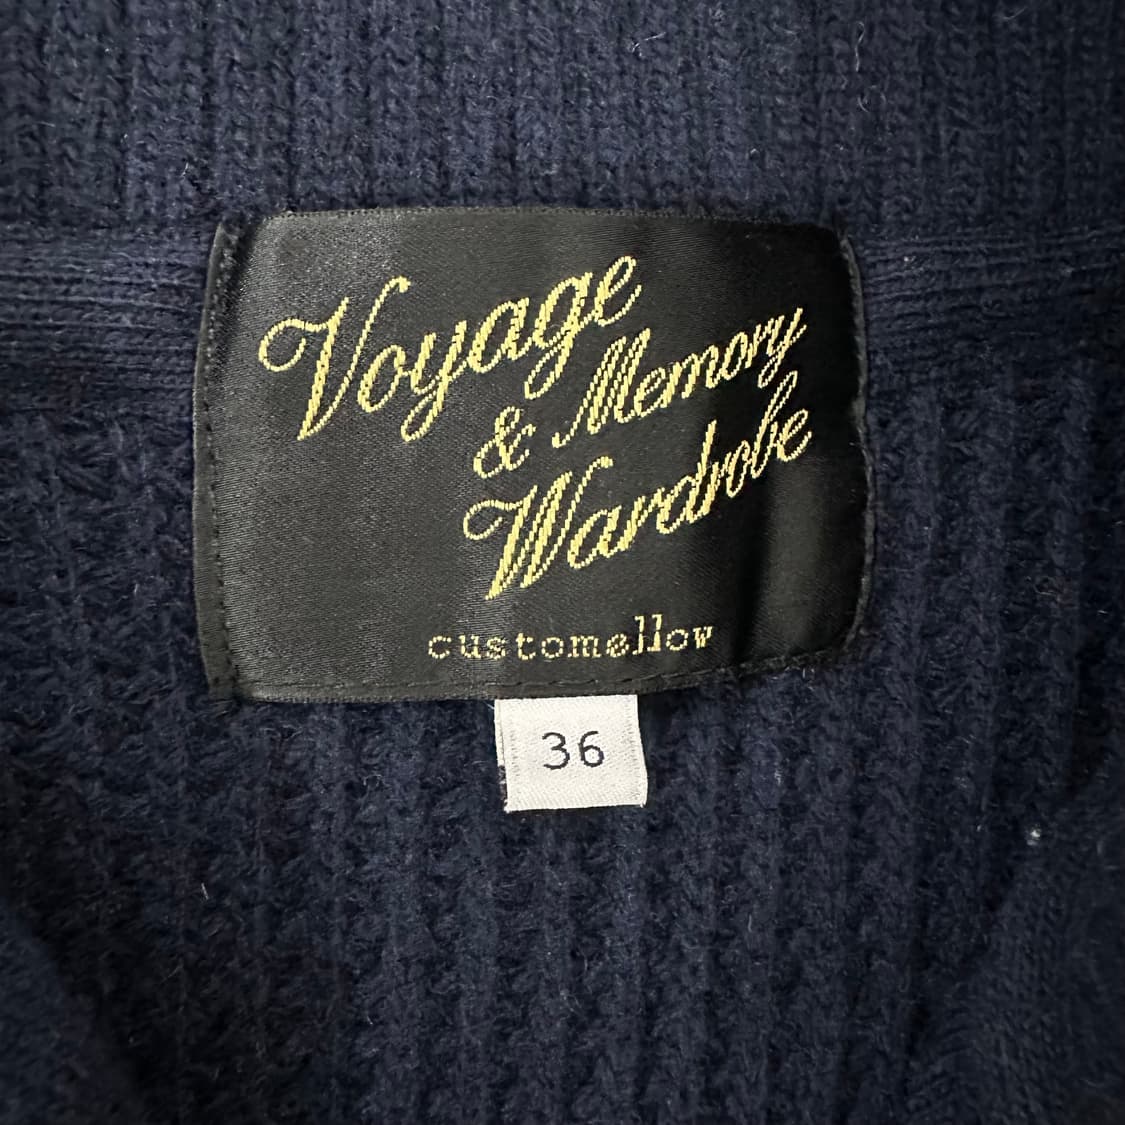 Voyage
& Memory
Wardrobe
customellow
36